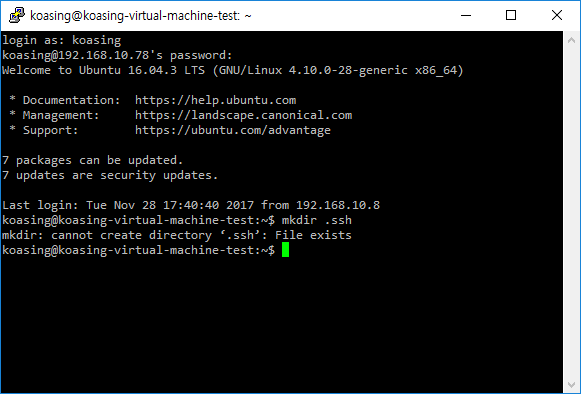 koasing@koasing-virtual-machine-test: ~
login as: koasing
koasing@192.168.10.78's password:
Welcome to Ubuntu 16.04.3 LTS (GNU/Linux 4.10.0-28-generic x86_64)
 * Documentation:  https://help.ubuntu.com
 * Management:     https://landscape.canonical.com
 * Support:        https://ubuntu.com/advantage
7 packages can be updated.
7 updates are security updates.
Last login: Tue Nov 28 17:40:40 2017 from 192.168.10.8
koasing@koasing-virtual-machine-test:~$ mkdir .ssh
mkdir: cannot create directory ‘.ssh’: File exists
koasing@koasing-virtual-machine-test:~$